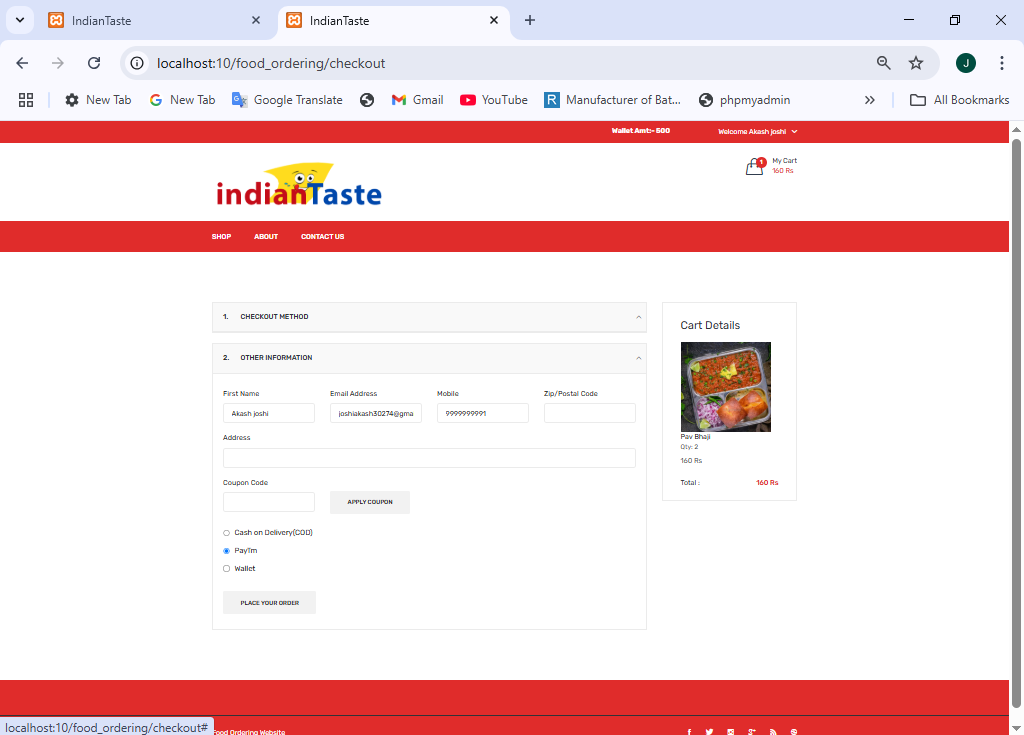 IndianTaste
IndianTaste
localhost:10/food_ordering/checkout
J
New Tab
New Tab
Google Translate
Gmail
YouTube
Manufacturer of Bat...
phpmyadmin
All Bookmarks
Wallet Amt:- 500
Welcome Akash joshi
indianTaste
1
My Cart
160 Rs
SHOP ABOUT CONTACT US
1. CHECKOUT METHOD
2. OTHER INFORMATION
First Name Email Address Mobile Zip/Postal Code
Akash joshi joshiakash30274@gma 9999999991
Address
Coupon Code
APPLY COUPON
Cash on Delivery(COD)
PayTm
Wallet
PLACE YOUR ORDER
Cart Details
Pav Bhaji
Qty: 2
160 Rs
Total : 160 Rs
localhost:10/food_ordering/checkout#
Food Ordering Website